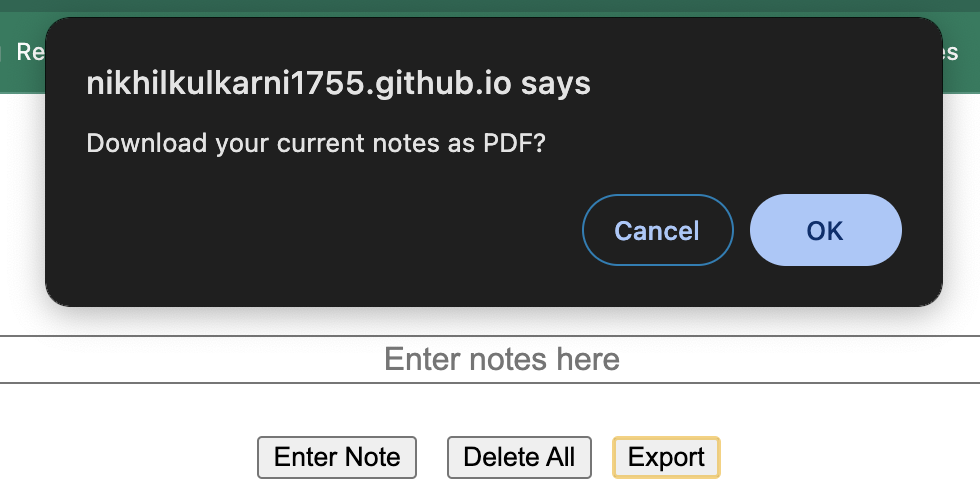 Re
es
nikhilkulkarni1755.github.io says
Download your current notes as PDF?
Cancel OK
Enter notes here
Enter Note Delete All Export